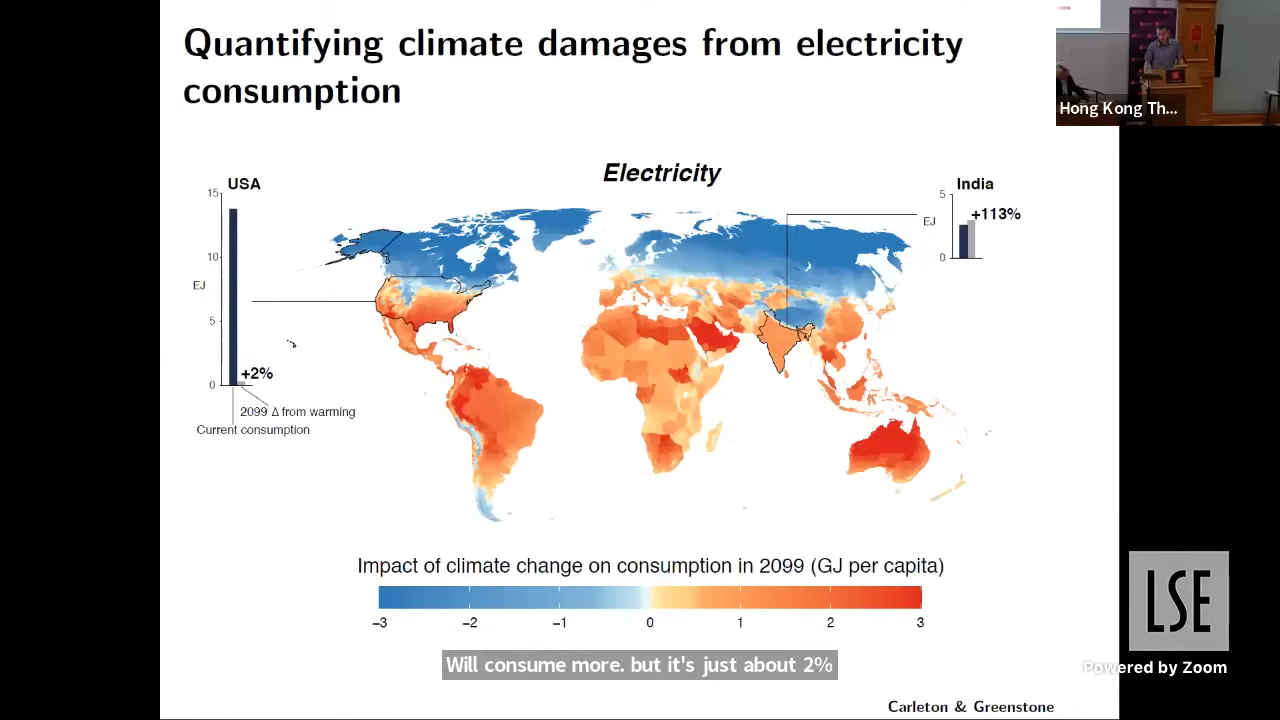 Quantifying climate damages from electricity
consumption
Hong Kong Th...
Electricity
USA
15
10
EJ
5
0
+2%
2099 Δ from warming
Current consumption
India
5
EJ
+113%
0
Impact of climate change on consumption in 2099 (GJ per capita)
−3 −2 −1 0 1 2 3
Will consume more. but it's just about 2%
LSE
Powered by Zoom
Carleton & Greenstone